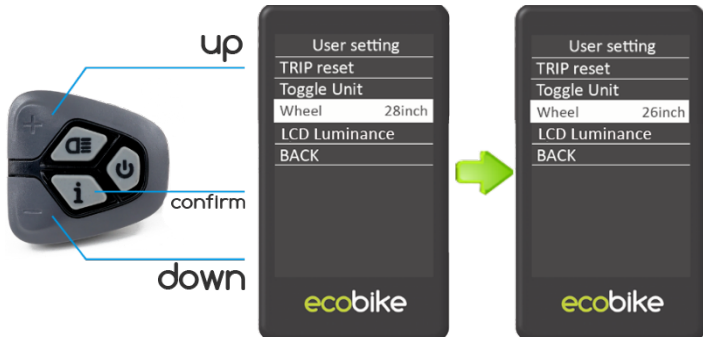 up
confirm
down
+
i
−
User setting
TRIP reset
Toggle Unit
Wheel 28inch
LCD Luminance
BACK
ecobike
User setting
TRIP reset
Toggle Unit
Wheel 26inch
LCD Luminance
BACK
ecobike